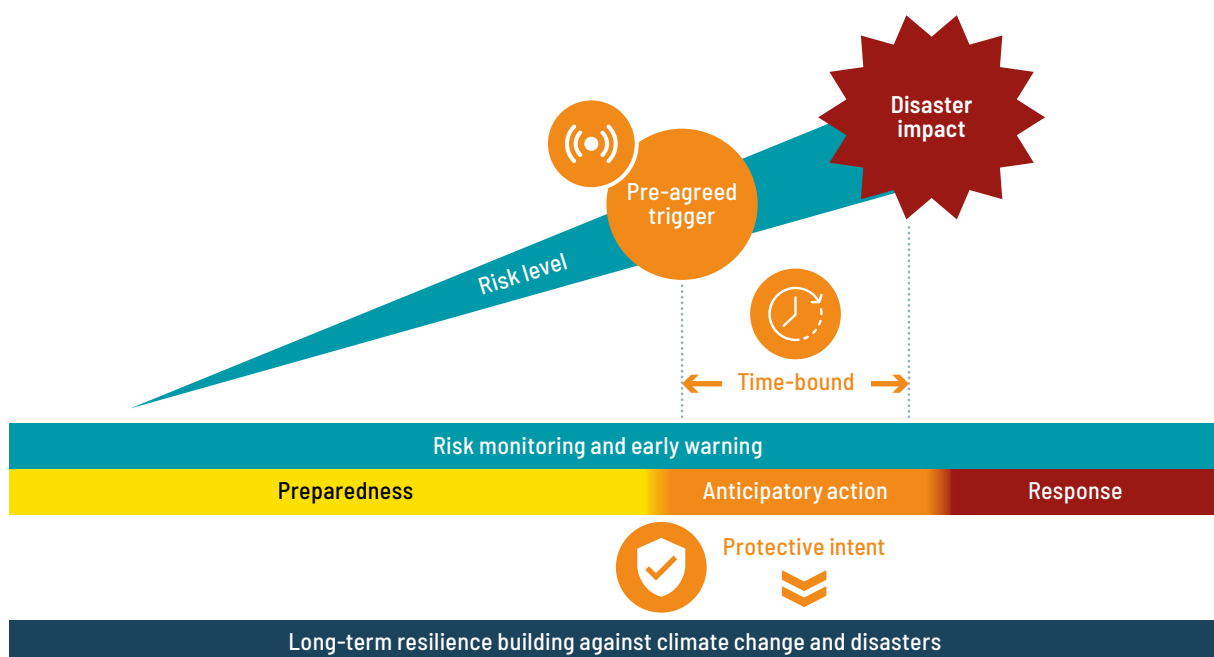 Disaster
impact
Pre-agreed
trigger
Risk level
Time-bound
Risk monitoring and early warning
Preparedness
Anticipatory action
Response
Protective intent
Long-term resilience building against climate change and disasters